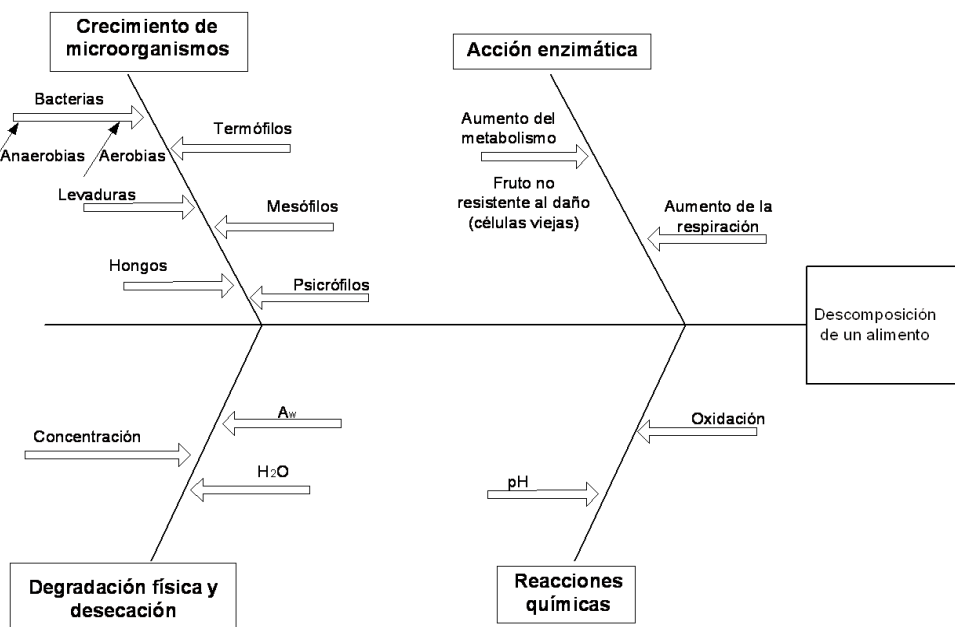 Crecimiento de
microorganismos
Acción enzimática
Bacterias
Anaerobias
Aerobias
Termófilos
Levaduras
Mesófilos
Hongos
Psicrófilos
Aumento del
metabolismo
Fruto no
resistente al daño
(células viejas)
Aumento de la
respiración
Descomposición
de un alimento
Aw
Concentración
H2O
Oxidación
pH
Degradación física y
desecación
Reacciones
químicas